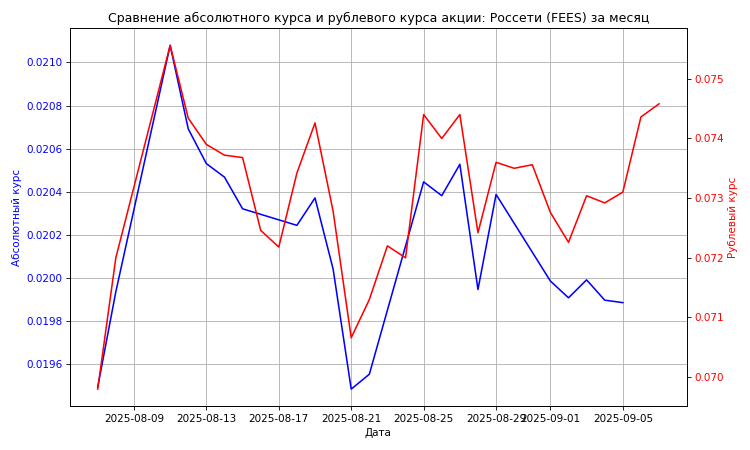 Сравнение абсолютного курса и рублевого курса акции: Россети (FEES) за месяц
Абсолютный курс
0.0210
0.0208
0.0206
0.0204
0.0202
0.0200
0.0198
0.0196
0.075
0.074
0.073
0.072
0.071
0.070
Рублевый курс
2025-08-09 2025-08-13 2025-08-17 2025-08-21 2025-08-25 2025-08-29 2025-09-01 2025-09-05
Дата